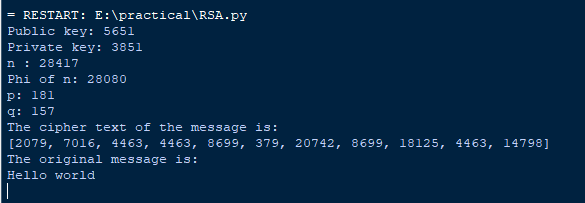 = RESTART: E:\practical\RSA.py
Public key: 5651
Private key: 3851
n : 28417
Phi of n: 28080
p: 181
q: 157
The cipher text of the message is:
[2079, 7016, 4463, 4463, 8699, 379, 20742, 8699, 18125, 4463, 14798]
The original message is:
Hello world